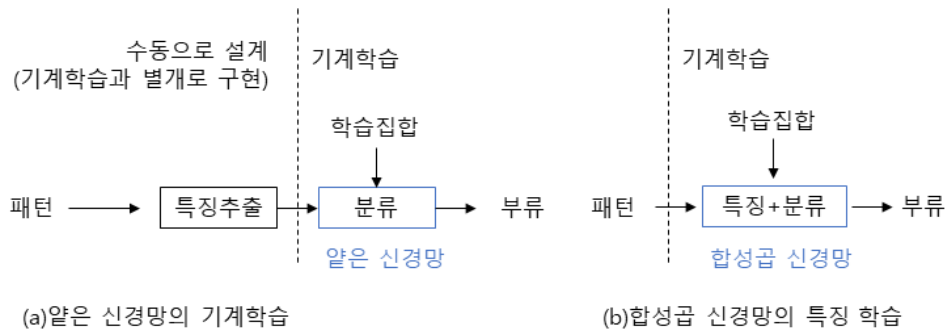 수동으로 설계
(기계학습과 별개로 구현)
기계학습
학습집합
패턴
특징추출
분류
부류
얕은 신경망
(a)얕은 신경망의 기계학습
기계학습
학습집합
패턴
특징+분류
부류
합성곱 신경망
(b)합성곱 신경망의 특징 학습